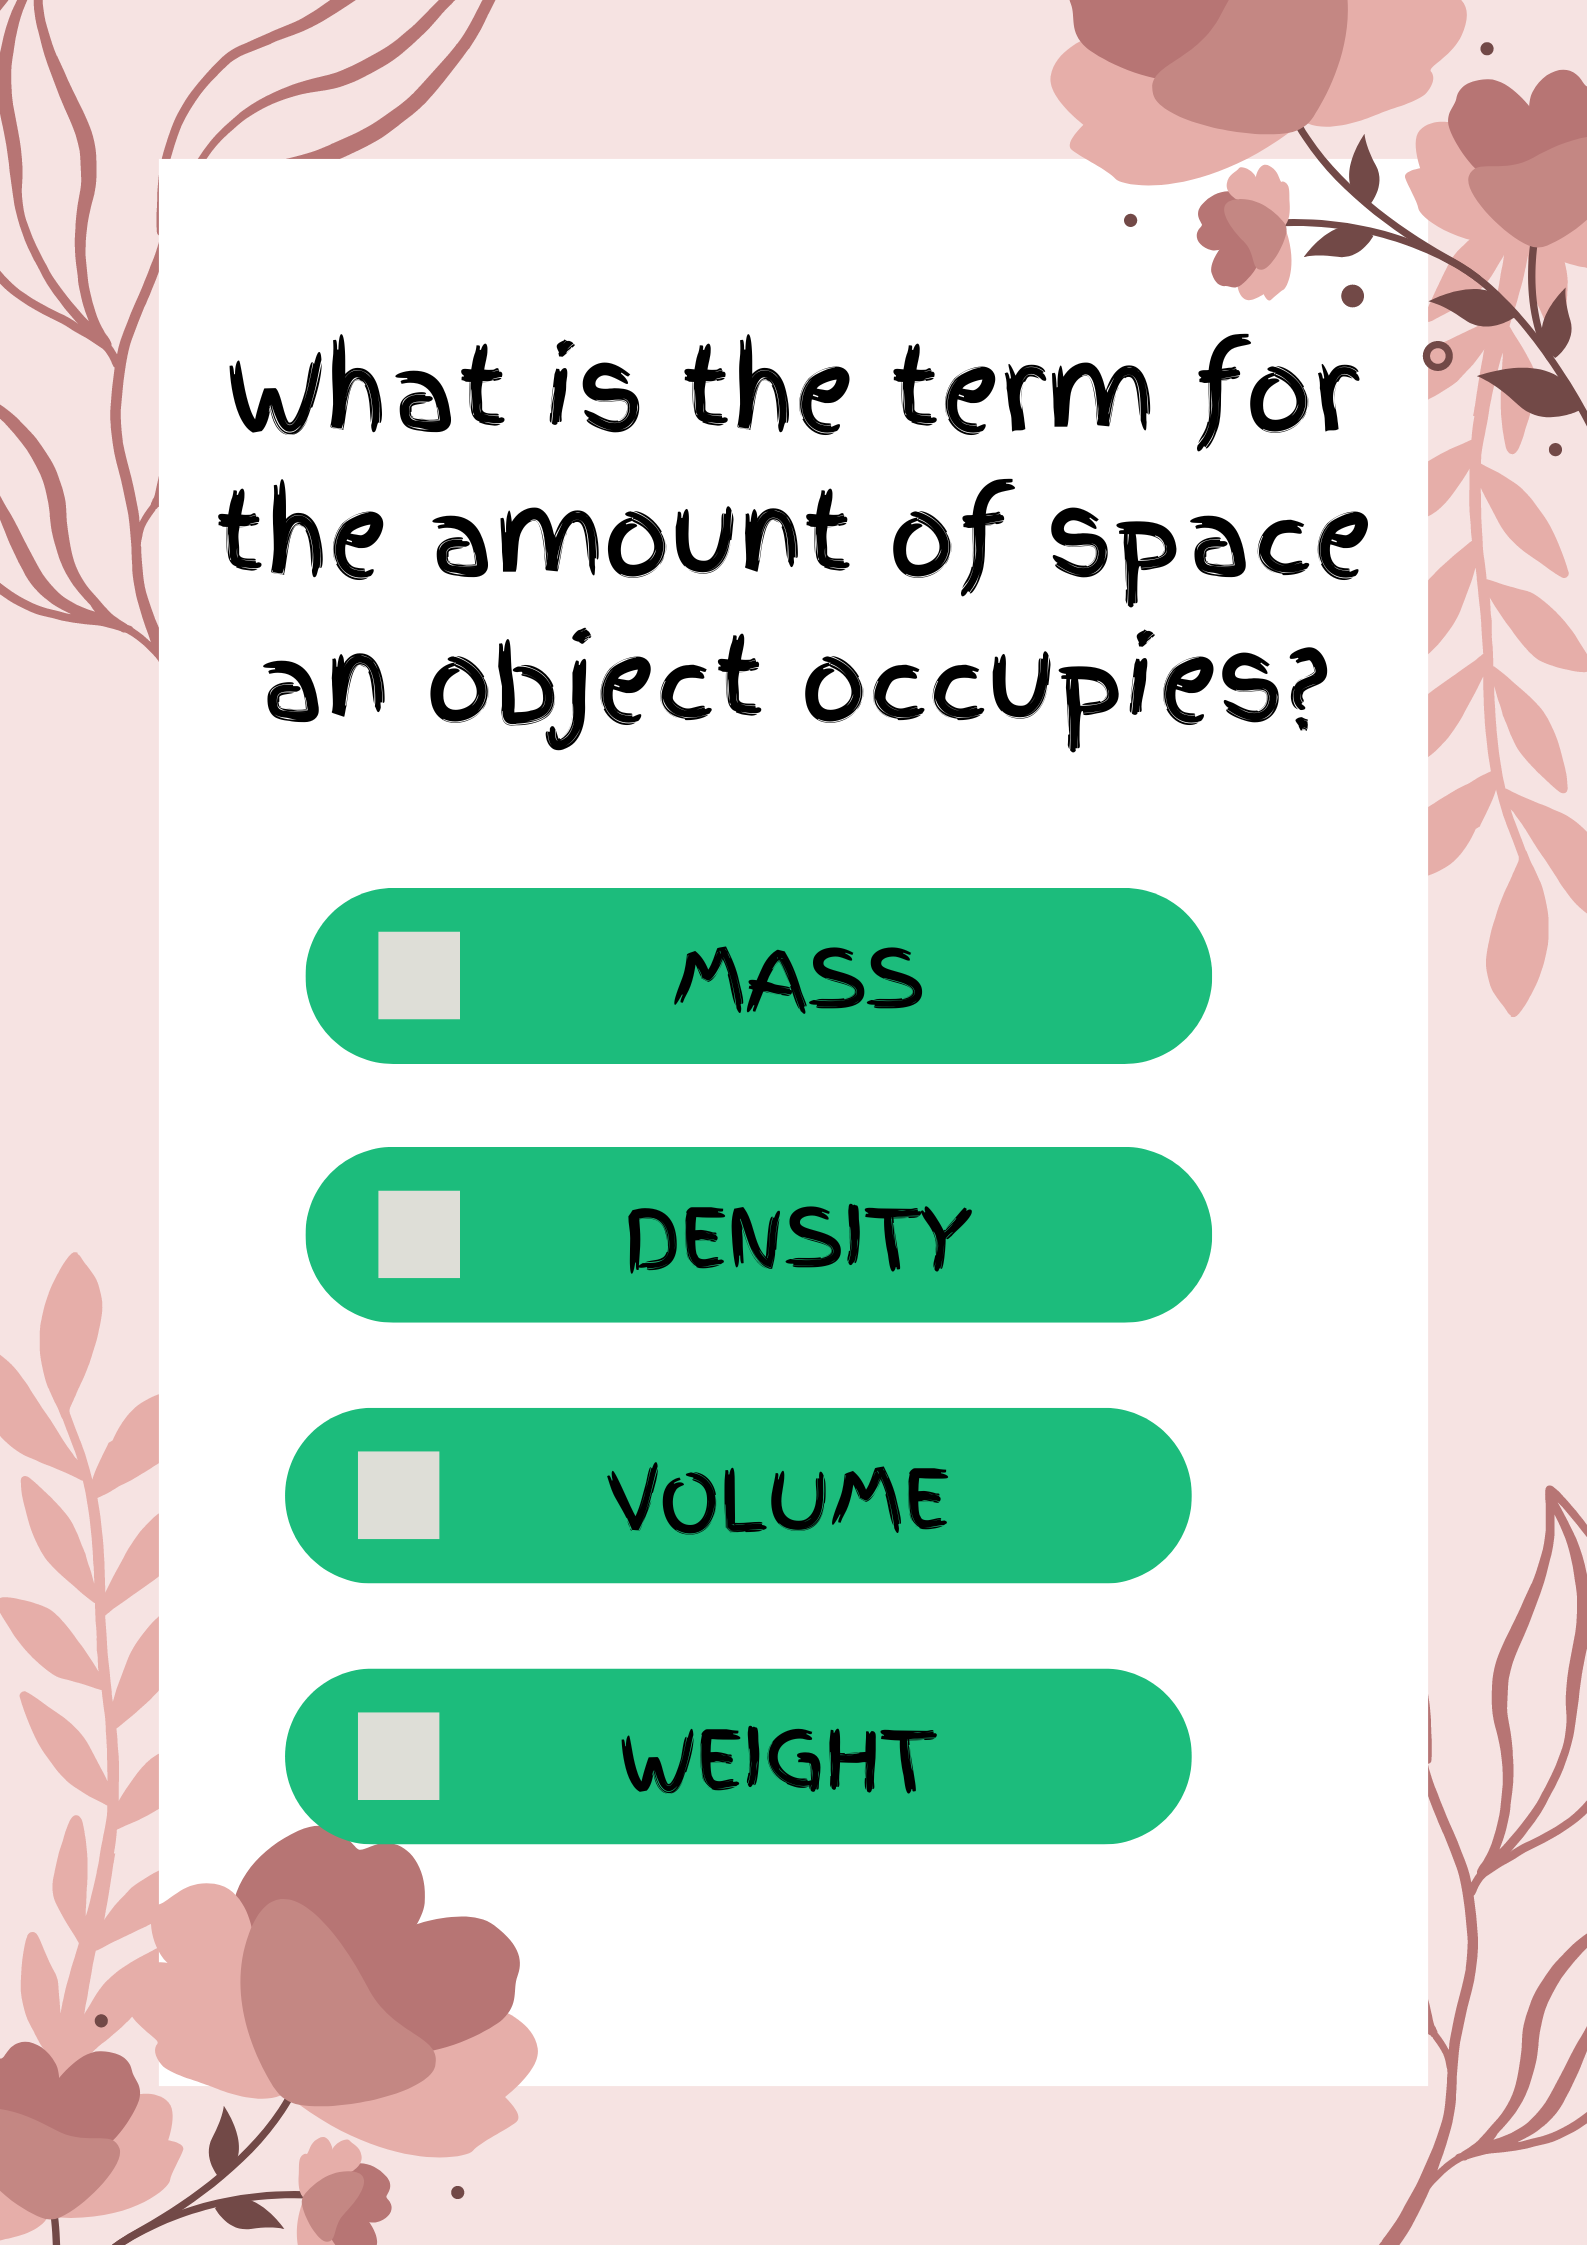 What is the term for
the amount of space
an object occupies?
MASS
DENSITY
VOLUME
WEIGHT